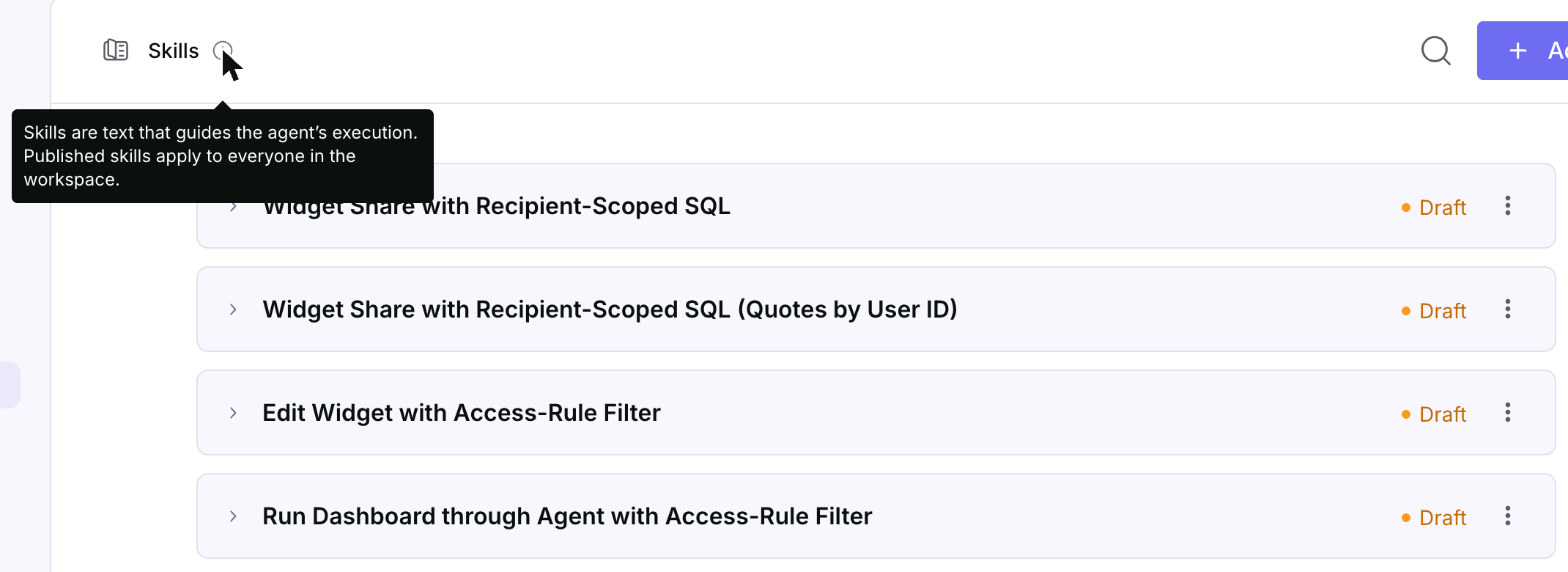 Skills
Skills are text that guides the agent’s execution.
Published skills apply to everyone in the
workspace.
Widget Share with Recipient-Scoped SQL
Draft
Widget Share with Recipient-Scoped SQL (Quotes by User ID)
Draft
Edit Widget with Access-Rule Filter
Draft
Run Dashboard through Agent with Access-Rule Filter
Draft